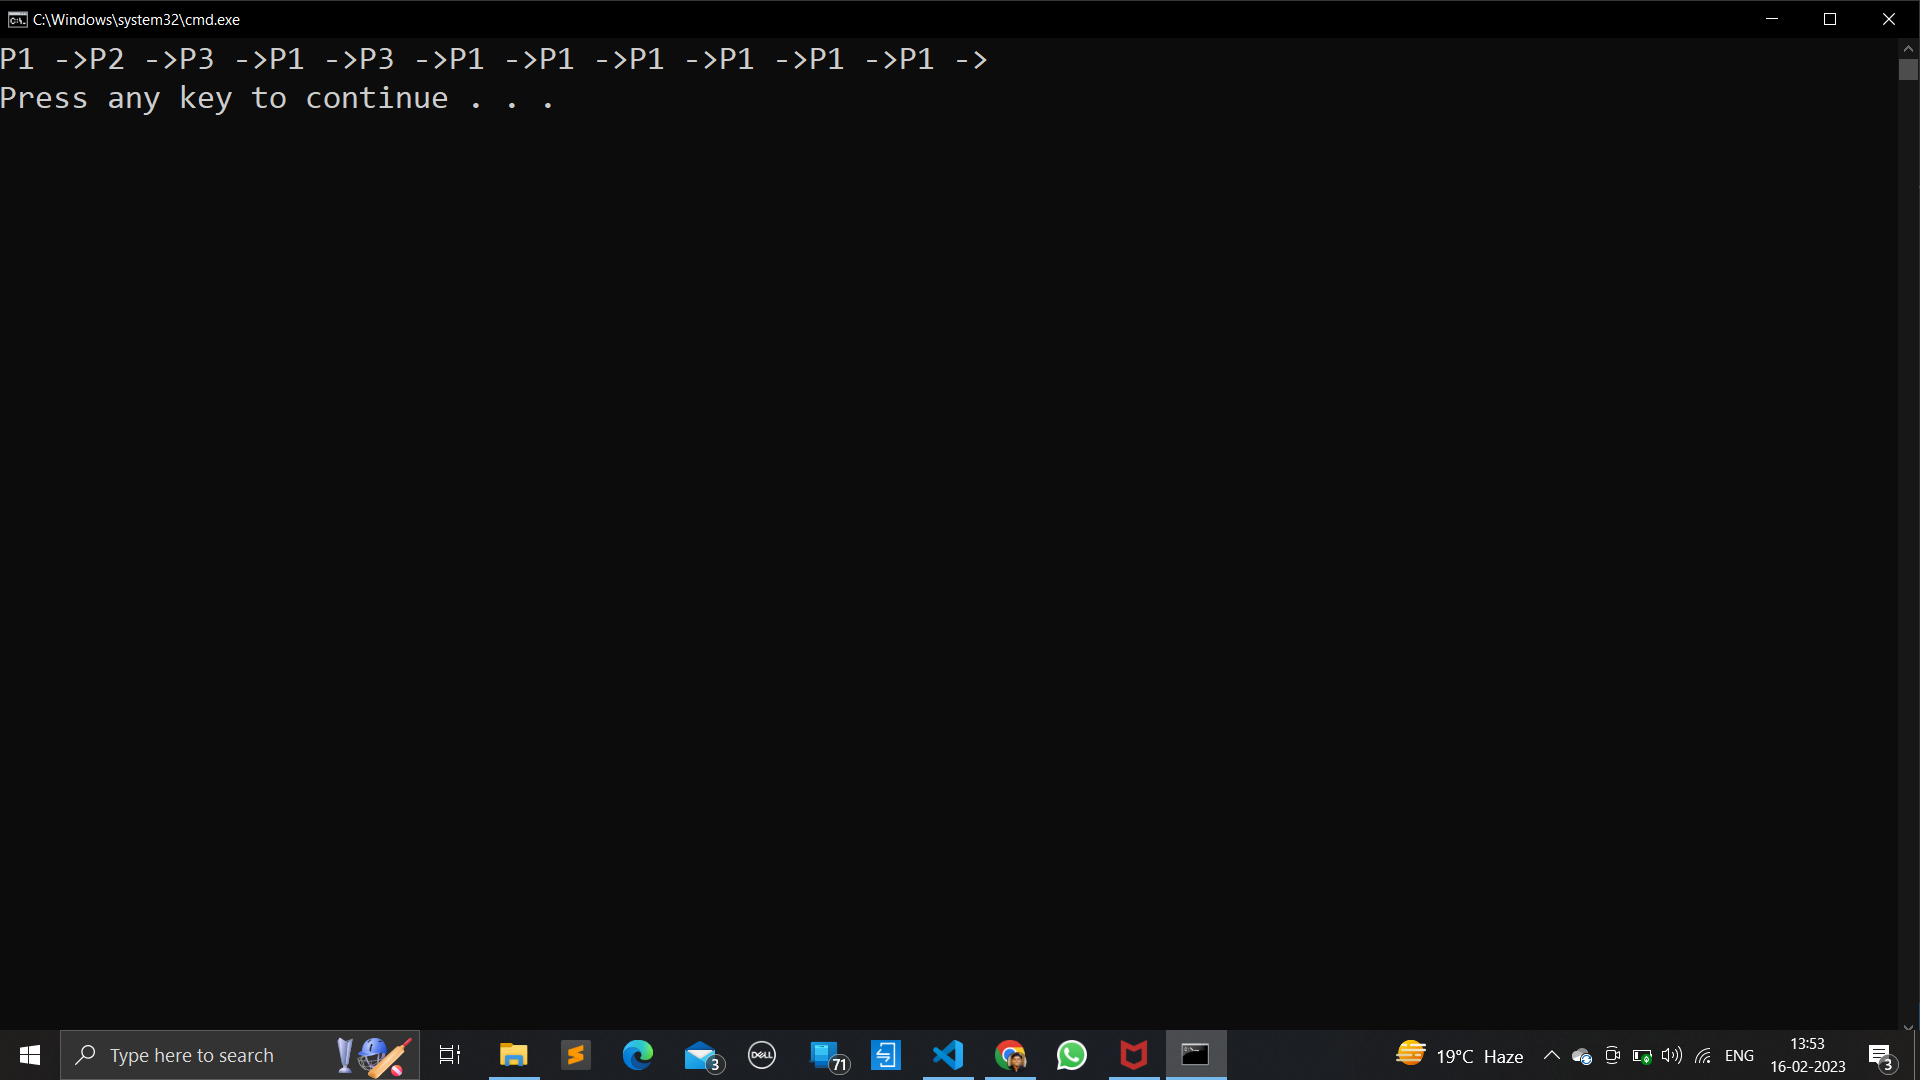 C:\Windows\system32\cmd.exe
P1 ->P2 ->P3 ->P1 ->P3 ->P1 ->P1 ->P1 ->P1 ->P1 ->P1 ->
Press any key to continue . . .
Type here to search
3
DELL
71
19°C Haze
ENG
13:53
16-02-2023
3